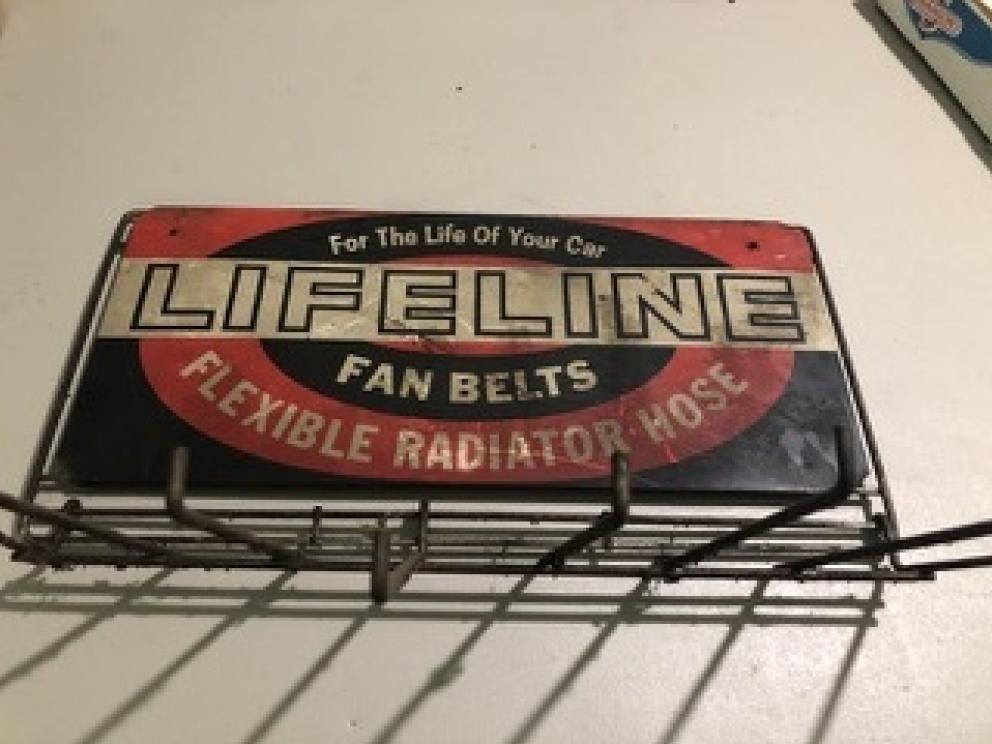 For The Life Of Your Car
LIFELINE
FAN BELTS
FLEXIBLE RADIATOR HOSE